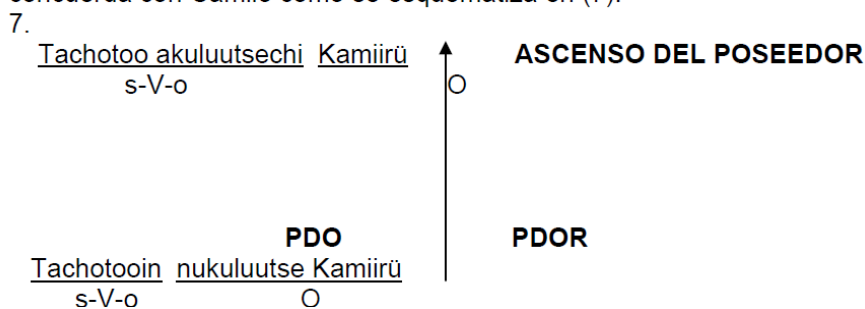 concuerda con Camilo como se esquematiza en (7).
7.
Tachotoo akuluutsechi Kamiirü ASCENSO DEL POSEEDOR
s-V-o O
PDO PDOR
Tachotooin nukuluutse Kamiirü
s-V-o O